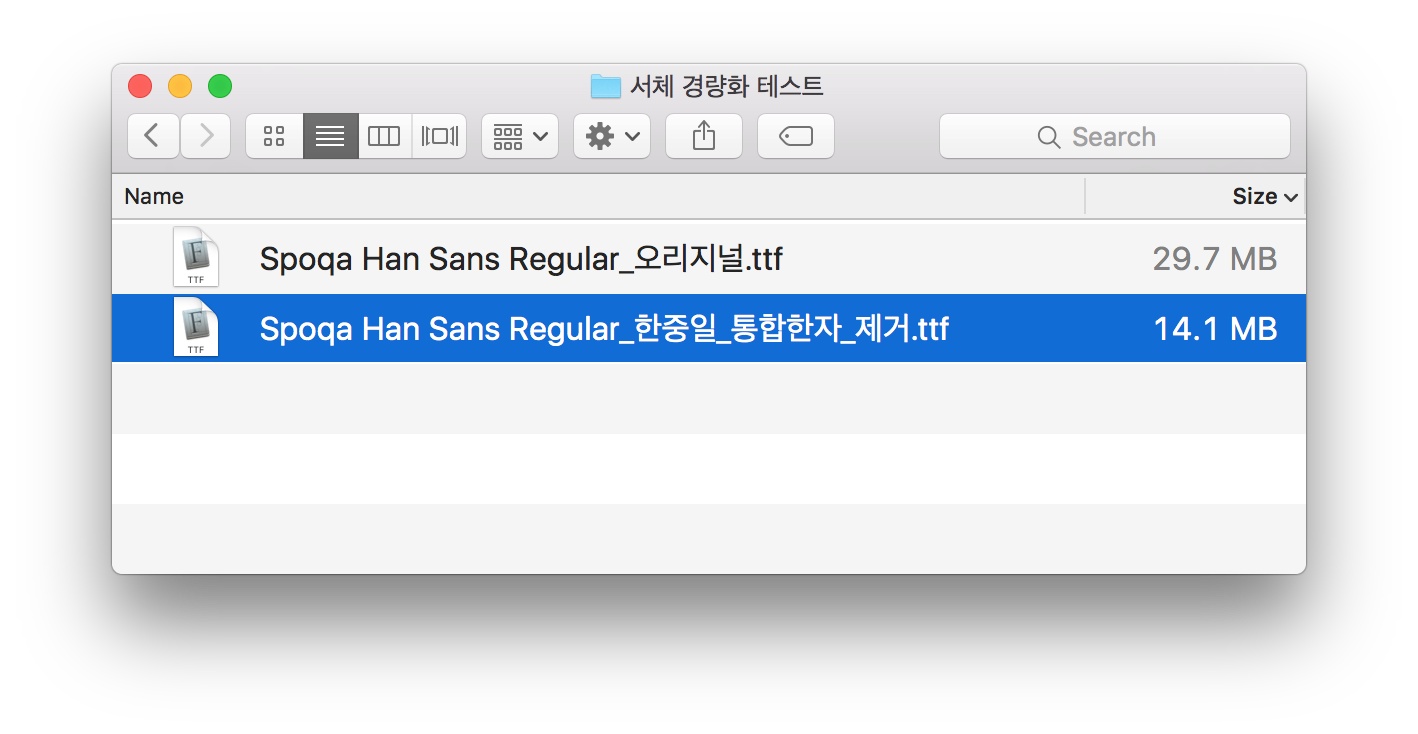 서체 경량화 테스트
Search
Name Size
TTF
Spoqa Han Sans Regular_오리지널.ttf 29.7 MB
TTF
Spoqa Han Sans Regular_한중일_통합한자_제거.ttf 14.1 MB